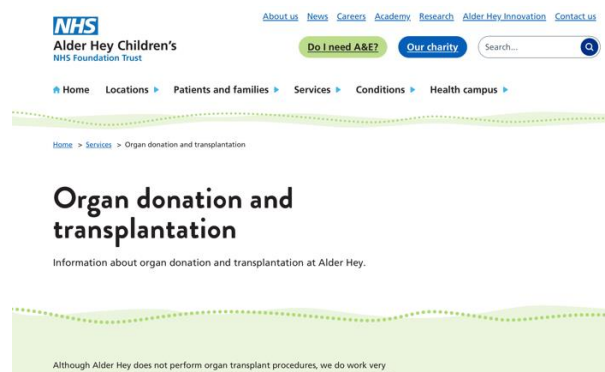 NHS
Alder Hey Children's
NHS Foundation Trust
About us News Careers Academy Research Alder Hey Innovation Contact us
Do I need A&E? Our charity Search...
Home Locations Patients and families Services Conditions Health campus
Home > Services > Organ donation and transplantation
Organ donation and
transplantation
Information about organ donation and transplantation at Alder Hey.
Although Alder Hey does not perform organ transplant procedures, we do work very